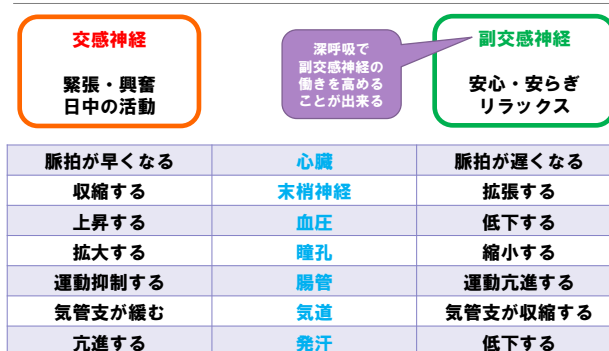 交感神経
緊張・興奮
日中の活動
深呼吸で
副交感神経の
働きを高める
ことが出来る
副交感神経
安心・安らぎ
リラックス
脈拍が早くなる 心臓 脈拍が遅くなる
収縮する 末梢神経 拡張する
上昇する 血圧 低下する
拡大する 瞳孔 縮小する
運動抑制する 腸管 運動亢進する
気管支が緩む 気道 気管支が収縮する
亢進する 発汗 低下する